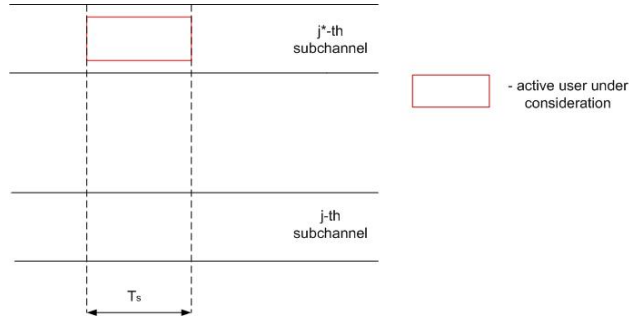 j*-th
subchannel
- active user under
consideration
j-th
subchannel
Ts